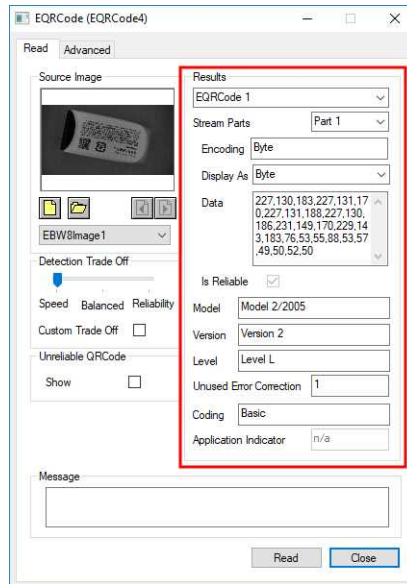 EQRCode (EQRCode4)
Read Advanced
Source Image
EBW8Image1
Detection Trade Off
Speed Balanced Reliability
Custom Trade Off
Unreliable QRCode
Show
Results
EQRCode 1
Stream Parts Part 1
Encoding Byte
Display As Byte
Data 227,130,183,227,131,17
0,227,131,188,227,130,
186,231,149,170,229,14
3,183,76,53,55,88,53,57
,49,50,52,50
Is Reliable
Model Model 2/2005
Version Version 2
Level Level L
Unused Error Correction 1
Coding Basic
Application Indicator n/a
Message
Read Close